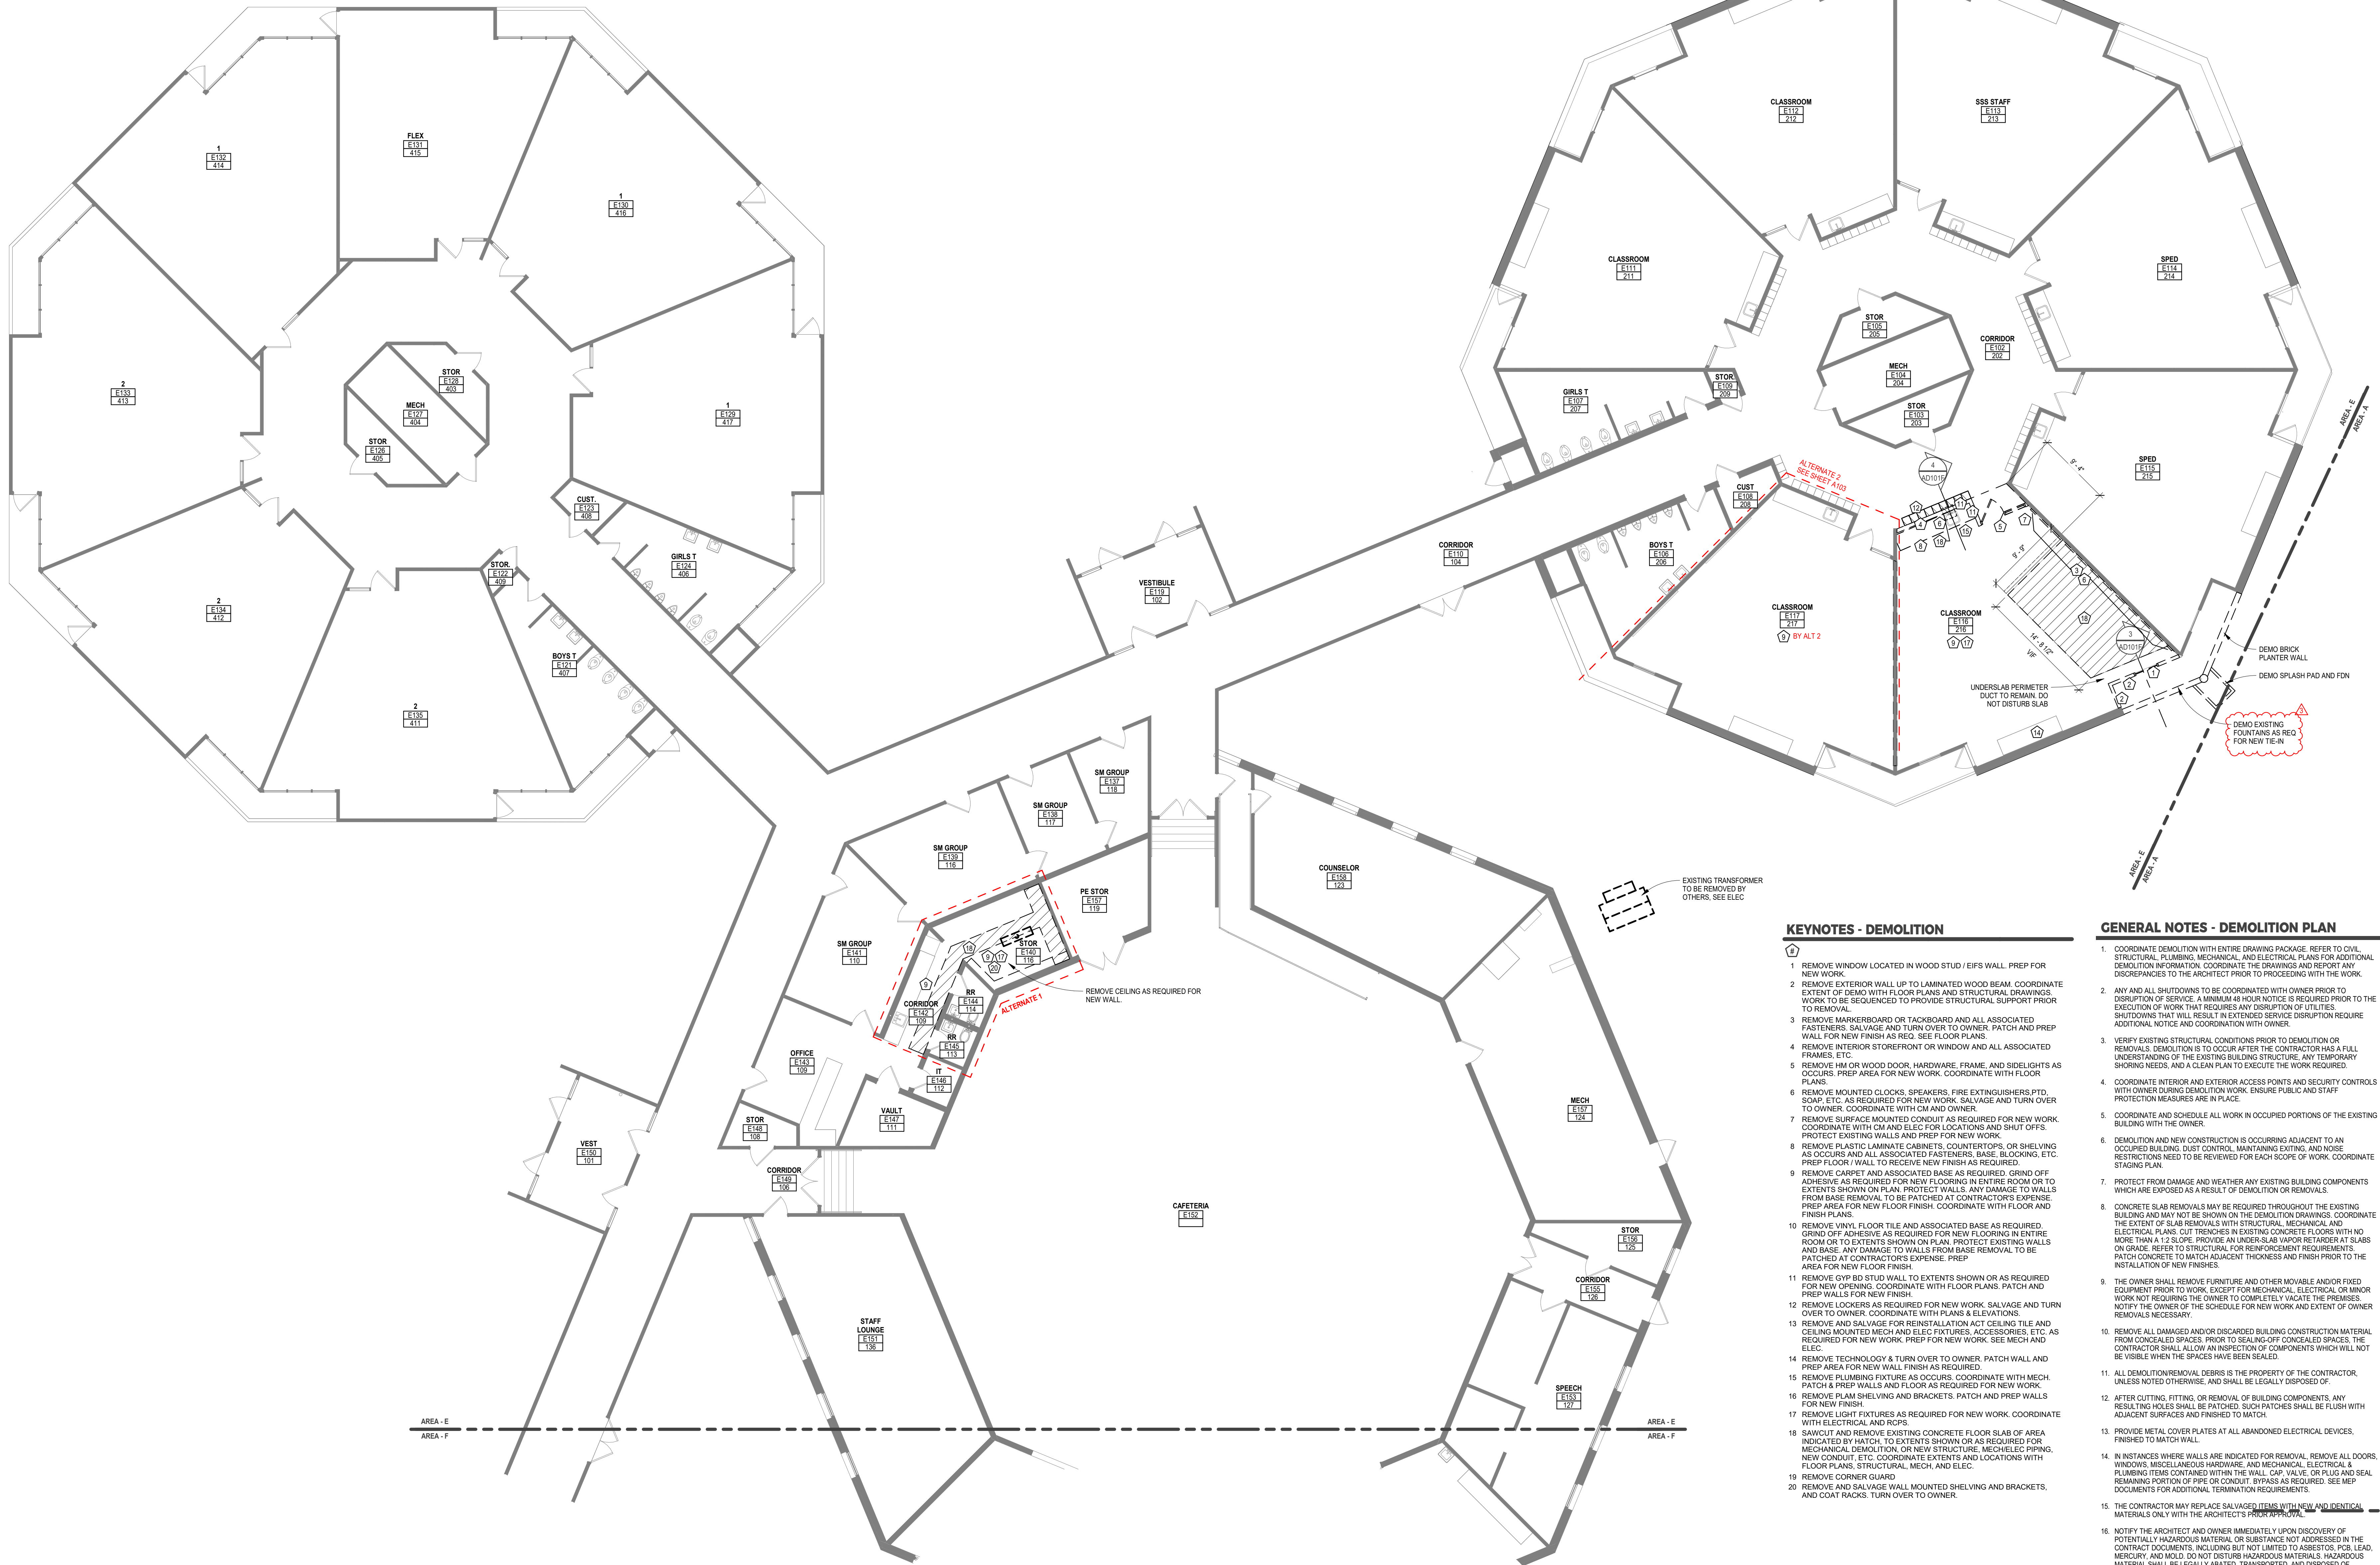 FLEX
E131
415
1
E132
414
1
E130
416
2
E133
413
STOR
E128
403
MECH
E127
404
STOR
E126
405
1
E129
417
CUST.
E123
408
GIRLS T
E124
406
STOR.
E122
409
2
E134
412
BOYS T
E121
407
2
E135
411
CLASSROOM
E112
212
SSS STAFF
E113
213
CLASSROOM
E111
211
SPED
E114
214
STOR
E105
205
CORRIDOR
E102
202
MECH
E104
204
STOR
E103
203
STOR
E109
209
GIRLS T
E107
207
SPED
E115
215
AREA - E
AREA - A
ALTERNATE 2
SEE SHEET A103
CUST
E108
208
4
AD101F
9' - 4"
12
11
11
4
6
15
5
7
8
18
BOYS T
E106
206
CORRIDOR
E110
104
VESTIBULE
E119
102
9' - 9"
3
6
CLASSROOM
E117
217
9 BY ALT 2
CLASSROOM
E116
216
9 17
18
14' - 8 1/2"
VIF
3
AD101F
1
2
2
14
UNDERSLAB PERIMETER
DUCT TO REMAIN. DO
NOT DISTURB SLAB
DEMO BRICK
PLANTER WALL
DEMO SPLASH PAD AND FDN
3
DEMO EXISTING
FOUNTAINS AS REQ
FOR NEW TIE-IN
AREA - E
AREA - A
SM GROUP
E137
118
SM GROUP
E138
117
SM GROUP
E139
116
COUNSELOR
E158
123
EXISTING TRANSFORMER
TO BE REMOVED BY
OTHERS, SEE ELEC
PE STOR
E157
119
SM GROUP
E141
110
18
STOR
E140
116
9 17
20
9
REMOVE CEILING AS REQUIRED FOR
NEW WALL.
RR
E144
114
CORRIDOR
E142
109
ALTERNATE 1
RR
E145
113
OFFICE
E143
109
IT
E146
112
VAULT
E147
111
STOR
E148
108
VEST
E150
101
CORRIDOR
E149
106
MECH
E157
124
CAFETERIA
E152
STOR
E156
125
CORRIDOR
E155
126
STAFF
LOUNGE
E151
136
SPEECH
E153
127
AREA - E
AREA - F
AREA - E
AREA - F
KEYNOTES - DEMOLITION
#
1 REMOVE WINDOW LOCATED IN WOOD STUD / EIFS WALL. PREP FOR
NEW WORK.
2 REMOVE EXTERIOR WALL UP TO LAMINATED WOOD BEAM. COORDINATE
EXTENT OF DEMO WITH FLOOR PLANS AND STRUCTURAL DRAWINGS.
WORK TO BE SEQUENCED TO PROVIDE STRUCTURAL SUPPORT PRIOR
TO REMOVAL.
3 REMOVE MARKERBOARD OR TACKBOARD AND ALL ASSOCIATED
FASTENERS. SALVAGE AND TURN OVER TO OWNER. PATCH AND PREP
WALL FOR NEW FINISH AS REQ. SEE FLOOR PLANS.
4 REMOVE INTERIOR STOREFRONT OR WINDOW AND ALL ASSOCIATED
FRAMES, ETC.
5 REMOVE HM OR WOOD DOOR, HARDWARE, FRAME, AND SIDELIGHTS AS
OCCURS. PREP AREA FOR NEW WORK. COORDINATE WITH FLOOR
PLANS.
6 REMOVE MOUNTED CLOCKS, SPEAKERS, FIRE EXTINGUISHERS,PTD,
SOAP, ETC. AS REQUIRED FOR NEW WORK. SALVAGE AND TURN OVER
TO OWNER. COORDINATE WITH CM AND OWNER.
7 REMOVE SURFACE MOUNTED CONDUIT AS REQUIRED FOR NEW WORK.
COORDINATE WITH CM AND ELEC FOR LOCATIONS AND SHUT OFFS.
PROTECT EXISTING WALLS AND PREP FOR NEW WORK.
8 REMOVE PLASTIC LAMINATE CABINETS, COUNTERTOPS, OR SHELVING
AS OCCURS AND ALL ASSOCIATED FASTENERS, BASE, BLOCKING, ETC.
PREP FLOOR / WALL TO RECEIVE NEW FINISH AS REQUIRED.
9 REMOVE CARPET AND ASSOCIATED BASE AS REQUIRED. GRIND OFF
ADHESIVE AS REQUIRED FOR NEW FLOORING IN ENTIRE ROOM OR TO
EXTENTS SHOWN ON PLAN. PROTECT WALLS. ANY DAMAGE TO WALLS
FROM BASE REMOVAL TO BE PATCHED AT CONTRACTOR'S EXPENSE.
PREP AREA FOR NEW FLOOR FINISH. COORDINATE WITH FLOOR AND
FINISH PLANS.
10 REMOVE VINYL FLOOR TILE AND ASSOCIATED BASE AS REQUIRED.
GRIND OFF ADHESIVE AS REQUIRED FOR NEW FLOORING IN ENTIRE
ROOM OR TO EXTENTS SHOWN ON PLAN. PROTECT EXISTING WALLS
AND BASE. ANY DAMAGE TO WALLS FROM BASE REMOVAL TO BE
PATCHED AT CONTRACTOR'S EXPENSE. PREP
AREA FOR NEW FLOOR FINISH.
11 REMOVE GYP BD STUD WALL TO EXTENTS SHOWN OR AS REQUIRED
FOR NEW OPENING. COORDINATE WITH FLOOR PLANS. PATCH AND
PREP WALLS FOR NEW FINISH.
12 REMOVE LOCKERS AS REQUIRED FOR NEW WORK. SALVAGE AND TURN
OVER TO OWNER. COORDINATE WITH PLANS & ELEVATIONS.
13 REMOVE AND SALVAGE FOR REINSTALLATION ACT CEILING TILE AND
CEILING MOUNTED MECH AND ELEC FIXTURES, ACCESSORIES, ETC. AS
REQUIRED FOR NEW WORK. PREP FOR NEW WORK. SEE MECH AND
ELEC.
14 REMOVE TECHNOLOGY & TURN OVER TO OWNER. PATCH WALL AND
PREP AREA FOR NEW WALL FINISH AS REQUIRED.
15 REMOVE PLUMBING FIXTURE AS OCCURS. COORDINATE WITH MECH.
PATCH & PREP WALLS AND FLOOR AS REQUIRED FOR NEW WORK.
16 REMOVE PLAM SHELVING AND BRACKETS. PATCH AND PREP WALLS
FOR NEW FINISH.
17 REMOVE LIGHT FIXTURES AS REQUIRED FOR NEW WORK. COORDINATE
WITH ELECTRICAL AND RCPS.
18 SAWCUT AND REMOVE EXISTING CONCRETE FLOOR SLAB OF AREA
INDICATED BY HATCH, TO EXTENTS SHOWN OR AS REQUIRED FOR
MECHANICAL DEMOLITION, OR NEW STRUCTURE, MECH/ELEC PIPING,
NEW CONDUIT, ETC. COORDINATE EXTENTS AND LOCATIONS WITH
FLOOR PLANS, STRUCTURAL, MECH, AND ELEC.
19 REMOVE CORNER GUARD
20 REMOVE AND SALVAGE WALL MOUNTED SHELVING AND BRACKETS,
AND COAT RACKS. TURN OVER TO OWNER.
GENERAL NOTES - DEMOLITION PLAN
1. COORDINATE DEMOLITION WITH ENTIRE DRAWING PACKAGE. REFER TO CIVIL,
STRUCTURAL, PLUMBING, MECHANICAL, AND ELECTRICAL PLANS FOR ADDITIONAL
DEMOLITION INFORMATION. COORDINATE THE DRAWINGS AND REPORT ANY
DISCREPANCIES TO THE ARCHITECT PRIOR TO PROCEEDING WITH THE WORK.
2. ANY AND ALL SHUTDOWNS TO BE COORDINATED WITH OWNER PRIOR TO
DISRUPTION OF SERVICE. A MINIMUM 48 HOUR NOTICE IS REQUIRED PRIOR TO THE
EXECUTION OF WORK THAT REQUIRES ANY DISRUPTION OF UTILITIES.
SHUTDOWNS THAT WILL RESULT IN EXTENDED SERVICE DISRUPTION REQUIRE
ADDITIONAL NOTICE AND COORDINATION WITH OWNER.
3. VERIFY EXISTING STRUCTURAL CONDITIONS PRIOR TO DEMOLITION OR
REMOVALS. DEMOLITION IS TO OCCUR AFTER THE CONTRACTOR HAS A FULL
UNDERSTANDING OF THE EXISTING BUILDING STRUCTURE, ANY TEMPORARY
SHORING NEEDS, AND A CLEAN PLAN TO EXECUTE THE WORK REQUIRED.
4. COORDINATE INTERIOR AND EXTERIOR ACCESS POINTS AND SECURITY CONTROLS
WITH OWNER DURING DEMOLITION WORK. ENSURE PUBLIC AND STAFF
PROTECTION MEASURES ARE IN PLACE.
5. COORDINATE AND SCHEDULE ALL WORK IN OCCUPIED PORTIONS OF THE EXISTING
BUILDING WITH THE OWNER.
6. DEMOLITION AND NEW CONSTRUCTION IS OCCURRING ADJACENT TO AN
OCCUPIED BUILDING. DUST CONTROL, MAINTAINING EXITING, AND NOISE
RESTRICTIONS NEED TO BE REVIEWED FOR EACH SCOPE OF WORK. COORDINATE
STAGING PLAN.
7. PROTECT FROM DAMAGE AND WEATHER ANY EXISTING BUILDING COMPONENTS
WHICH ARE EXPOSED AS A RESULT OF DEMOLITION OR REMOVALS.
8. CONCRETE SLAB REMOVALS MAY BE REQUIRED THROUGHOUT THE EXISTING
BUILDING AND MAY NOT BE SHOWN ON THE DEMOLITION DRAWINGS. COORDINATE
THE EXTENT OF SLAB REMOVALS WITH STRUCTURAL, MECHANICAL AND
ELECTRICAL PLANS. CUT TRENCHES IN EXISTING CONCRETE FLOORS WITH NO
MORE THAN A 1:2 SLOPE. PROVIDE AN UNDER-SLAB VAPOR RETARDER AT SLABS
ON GRADE. REFER TO STRUCTURAL FOR REINFORCEMENT REQUIREMENTS.
PATCH CONCRETE TO MATCH ADJACENT THICKNESS AND FINISH PRIOR TO THE
INSTALLATION OF NEW FINISHES.
9. THE OWNER SHALL REMOVE FURNITURE AND OTHER MOVABLE AND/OR FIXED
EQUIPMENT PRIOR TO WORK, EXCEPT FOR MECHANICAL, ELECTRICAL OR MINOR
WORK NOT REQUIRING THE OWNER TO COMPLETELY VACATE THE PREMISES.
NOTIFY THE OWNER OF THE SCHEDULE FOR NEW WORK AND EXTENT OF OWNER
REMOVALS NECESSARY.
10. REMOVE ALL DAMAGED AND/OR DISCARDED BUILDING CONSTRUCTION MATERIAL
FROM CONCEALED SPACES. PRIOR TO SEALING-OFF CONCEALED SPACES, THE
CONTRACTOR SHALL ALLOW AN INSPECTION OF COMPONENTS WHICH WILL NOT
BE VISIBLE WHEN THE SPACES HAVE BEEN SEALED.
11. ALL DEMOLITION/REMOVAL DEBRIS IS THE PROPERTY OF THE CONTRACTOR,
UNLESS NOTED OTHERWISE, AND SHALL BE LEGALLY DISPOSED OF.
12. AFTER CUTTING, FITTING, OR REMOVAL OF BUILDING COMPONENTS, ANY
RESULTING HOLES SHALL BE PATCHED. SUCH PATCHES SHALL BE FLUSH WITH
ADJACENT SURFACES AND FINISHED TO MATCH.
13. PROVIDE METAL COVER PLATES AT ALL ABANDONED ELECTRICAL DEVICES,
FINISHED TO MATCH WALL.
14. IN INSTANCES WHERE WALLS ARE INDICATED FOR REMOVAL, REMOVE ALL DOORS,
WINDOWS, MISCELLANEOUS HARDWARE, AND MECHANICAL, ELECTRICAL &
PLUMBING ITEMS CONTAINED WITHIN THE WALL. CAP, VALVE, OR PLUG AND SEAL
REMAINING PORTION OF PIPE OR CONDUIT. BYPASS AS REQUIRED. SEE MEP
DOCUMENTS FOR ADDITIONAL TERMINATION REQUIREMENTS.
15. THE CONTRACTOR MAY REPLACE SALVAGED ITEMS WITH NEW AND IDENTICAL
MATERIALS ONLY WITH THE ARCHITECT'S PRIOR APPROVAL.
16. NOTIFY THE ARCHITECT AND OWNER IMMEDIATELY UPON DISCOVERY OF
POTENTIALLY HAZARDOUS MATERIAL OR SUBSTANCE NOT ADDRESSED IN THE
CONTRACT DOCUMENTS, INCLUDING BUT NOT LIMITED TO ASBESTOS, PCB, LEAD,
MERCURY, AND MOLD. DO NOT DISTURB HAZARDOUS MATERIALS. HAZARDOUS
MATERIAL SHALL BE LEGALLY ABATED, TRANSPORTED, AND DISPOSED OF